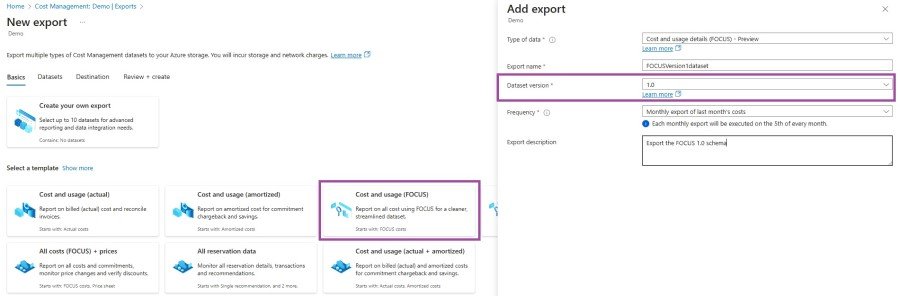 Home > Cost Management: Demo | Exports >
New export ...
Demo
Export multiple types of Cost Management datasets to your Azure storage. You will incur storage and network charges. Learn more
Basics Datasets Destination Review + create
Create your own export
Select up to 10 datasets for advanced
reporting and data integration needs.
Contains: No datasets
Select a template Show more
Cost and usage (actual)
Report on billed (actual) cost and reconcile
invoices.
Starts with: Actual costs
Cost and usage (amortized)
Report on amortized cost for commitment
chargeback and savings.
Starts with: Amortized costs
Cost and usage (FOCUS)
Report on all cost using FOCUS for a cleaner,
streamlined dataset.
Starts with: FOCUS costs
All costs (FOCUS) + prices
Report on all costs and commitments,
monitor price changes and verify discounts.
Starts with: FOCUS costs, Price sheet
All reservation data
Monitor all reservation details, transactions
and recommendations.
Starts with: Single recommendation, and 2 more.
Cost and usage (actual + amortized)
Report on billed (actual) and amortized costs
for commitment chargeback and savings.
Starts with: Actual costs, Amortized costs
Add export
Demo
Type of data * Cost and usage details (FOCUS) - Preview
Learn more
Export name * FOCUSVersion1dataset
Dataset version * 1.0
Learn more
Frequency * Monthly export of last month's costs
Each monthly export will be executed on the 5th of every month.
Export description Export the FOCUS 1.0 schema